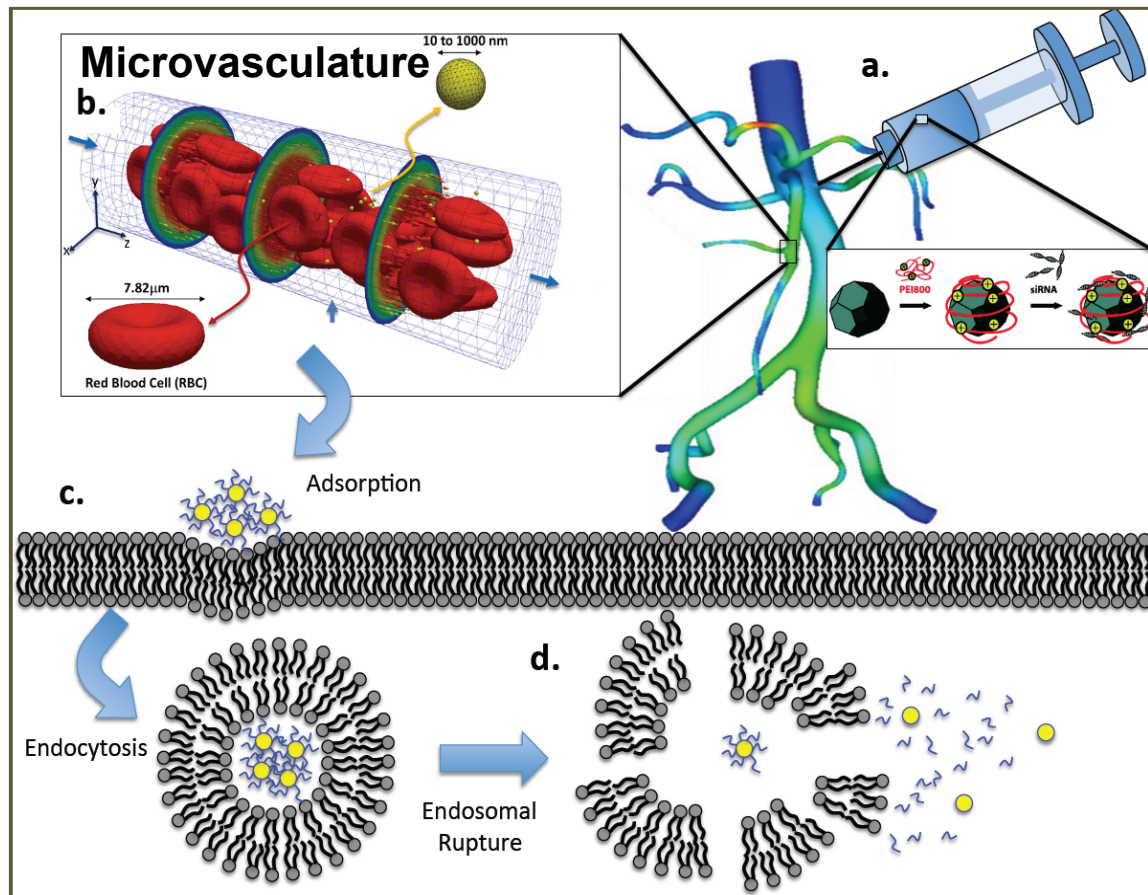 Microvasculature
10 to 1000 nm
a.
b.
y
x
z
7.82µm
Red Blood Cell (RBC)
PEI800
siRNA
+ + + +
+ + + +
Adsorption
c.
d.
Endocytosis
Endosomal
Rupture